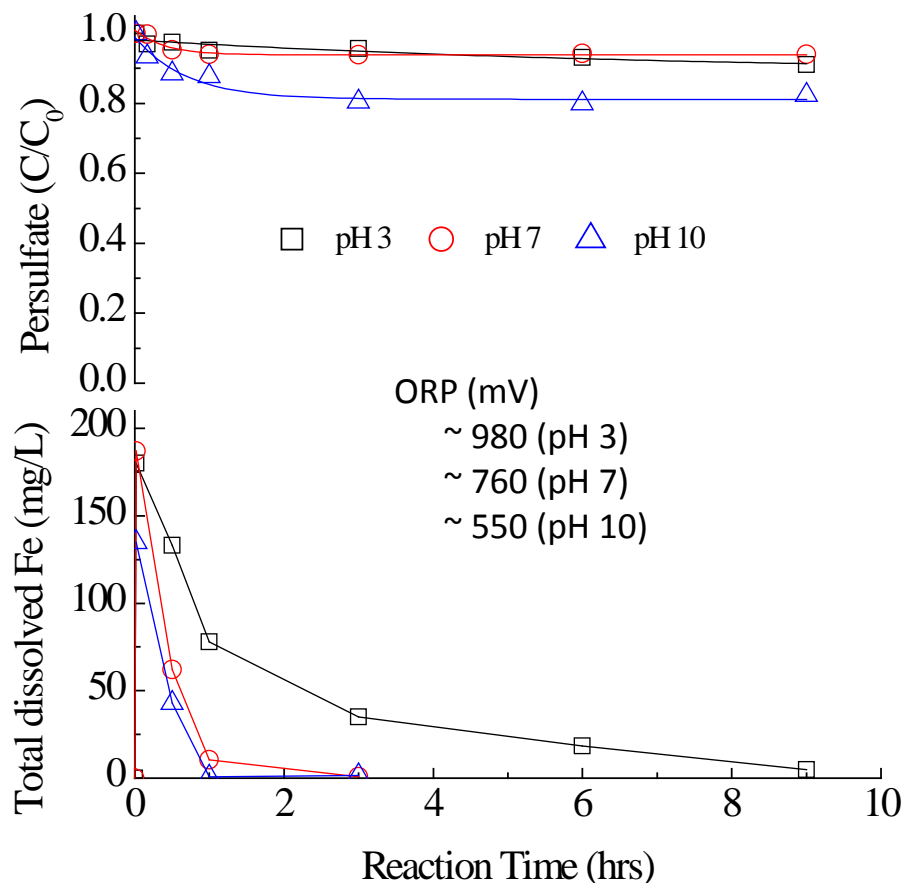 Persulfate (C/C0)
1.0
0.8
0.6
0.4
0.2
0.0
pH 3
pH 7
pH 10
ORP (mV)
~ 980 (pH 3)
~ 760 (pH 7)
~ 550 (pH 10)
Total dissolved Fe (mg/L)
200
150
100
50
0
0 2 4 6 8 10
Reaction Time (hrs)